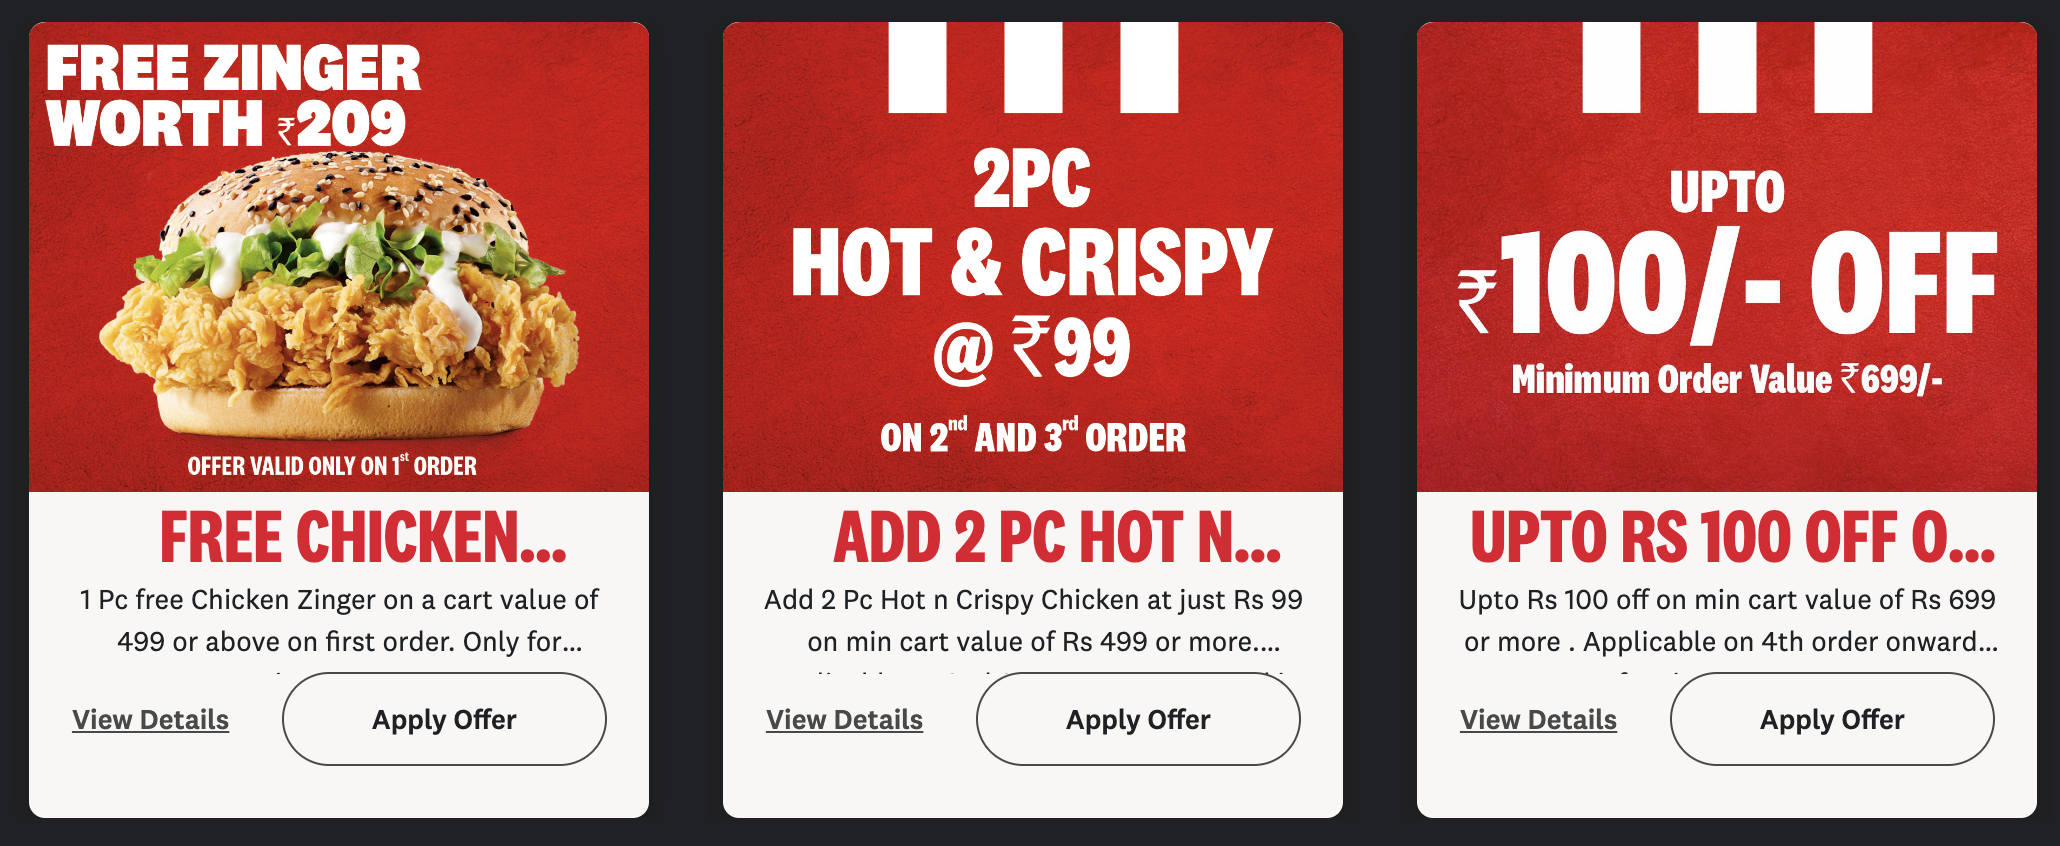 FREE ZINGER
WORTH ₹209
OFFER VALID ONLY ON 1st ORDER
FREE CHICKEN...
1 Pc free Chicken Zinger on a cart value of
499 or above on first order. Only for...
View Details
Apply Offer
2PC
HOT & CRISPY
@ ₹99
ON 2nd AND 3rd ORDER
ADD 2 PC HOT N...
Add 2 Pc Hot n Crispy Chicken at just Rs 99
on min cart value of Rs 499 or more....
View Details
Apply Offer
UPTO
₹100/- OFF
Minimum Order Value ₹699/-
UPTO RS 100 OFF O...
Upto Rs 100 off on min cart value of Rs 699
or more . Applicable on 4th order onward...
View Details
Apply Offer